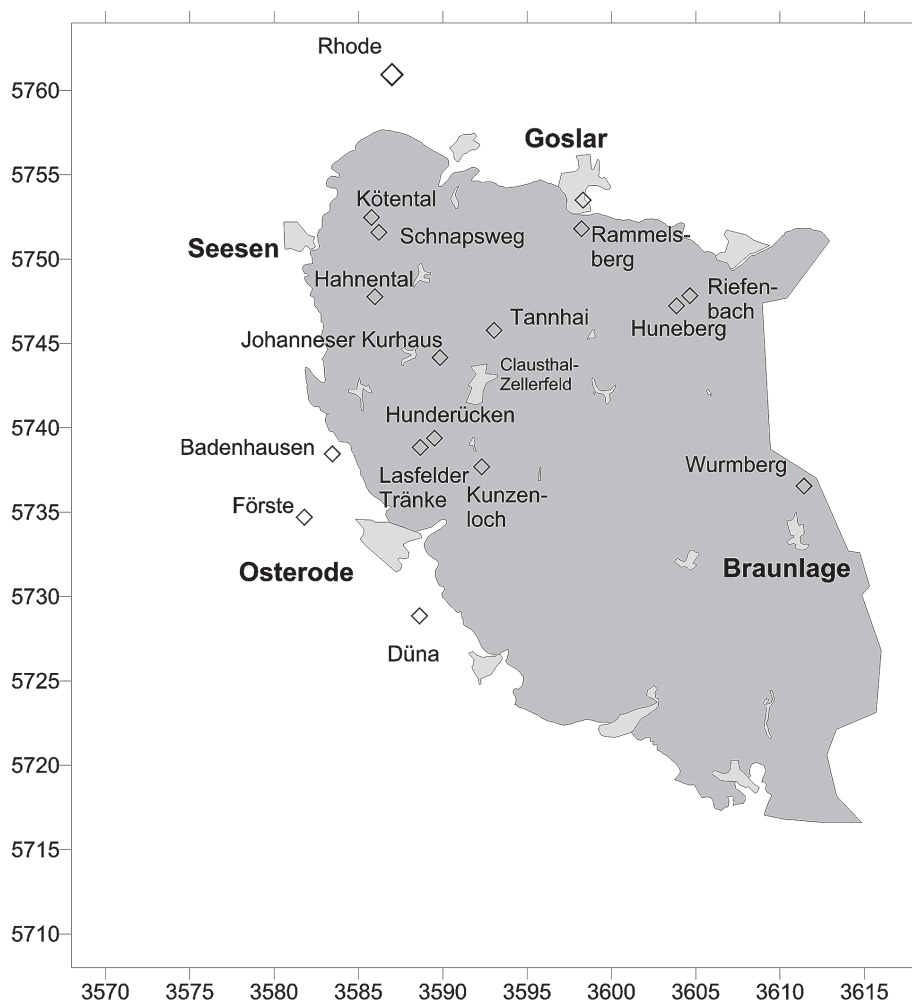 Rhode
5760
Goslar
5755
Kötental
Schnapsweg
Rammels-
berg
Seesen
5750
Hahnental
Riefen-
bach
Huneberg
Tannhai
5745
Johanneser Kurhaus
Clausthal-
Zellerfeld
Hunderücken
5740
Badenhausen
Lasfelder
Tränke
Wurmberg
Kunzen-
loch
Förste
5735
Osterode
Braunlage
5730
Düna
5725
5720
5715
5710
3570 3575 3580 3585 3590 3595 3600 3605 3610 3615